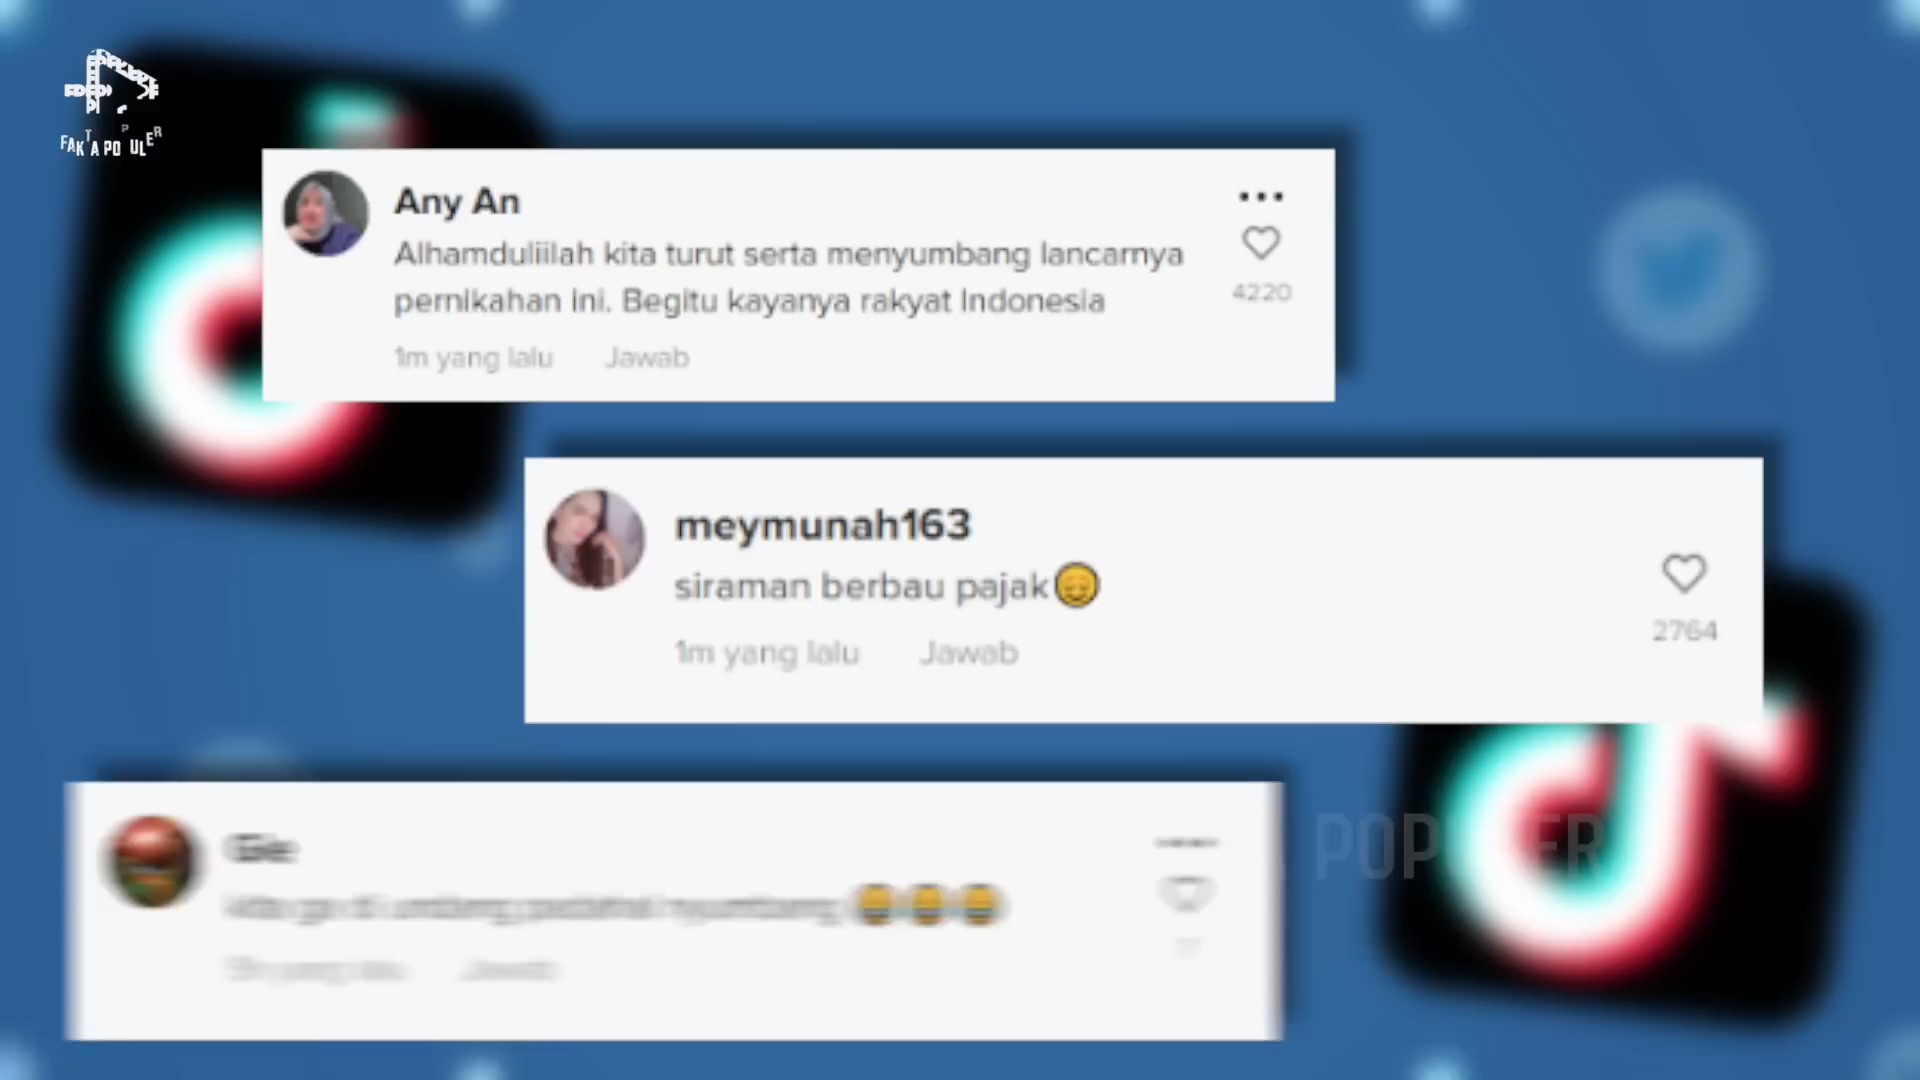 FAKTA POPULER
Any An
Alhamduliilah kita turut serta menyumbang lancarnya
pernikahan ini. Begitu kayanya rakyat Indonesia
4220
1m yang lalu Jawab
meymunah163
siraman berbau pajak😊
2764
1m yang lalu Jawab